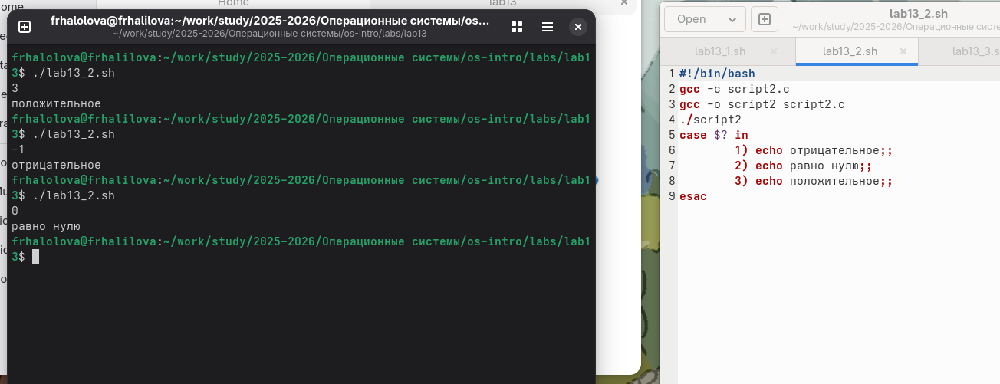 Home
lab13
ome
frhalolova@frhalilova:~/work/study/2025-2026/Операционные системы/os…
~/work/study/2025-2026/Операционные системы/os-intro/labs/lab13
frhalolova@frhalilova:~/work/study/2025-2026/Операционные системы/os-intro/labs/lab1
3$ ./lab13_2.sh
3
положительное
frhalolova@frhalilova:~/work/study/2025-2026/Операционные системы/os-intro/labs/lab1
3$ ./lab13_2.sh
-1
отрицательное
frhalolova@frhalilova:~/work/study/2025-2026/Операционные системы/os-intro/labs/lab1
3$ ./lab13_2.sh
0
равно нулю
frhalolova@frhalilova:~/work/study/2025-2026/Операционные системы/os-intro/labs/lab1
3$
Open
lab13_2.sh
~/work/study/2025-2026/Операционные систе
lab13_1.sh
lab13_2.sh
lab13_3.s
1 #!/bin/bash
2 gcc -c script2.c
3 gcc -o script2 script2.c
4 ./script2
5 case $? in
6 1) echo отрицательное;;
7 2) echo равно нулю;;
8 3) echo положительное;;
9 esac